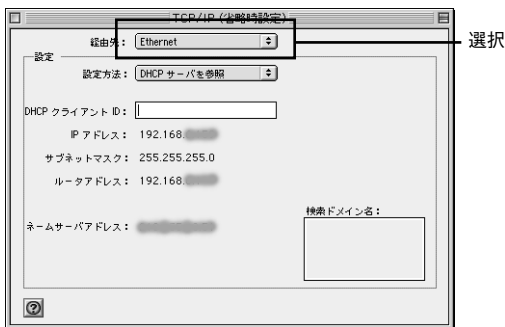 TCP/IP (省略時設定)
経由先： Ethernet
選択
設定
設定方法： DHCP サーバを参照
DHCP クライアント ID：
IP アドレス： 192.168.
サブネットマスク： 255.255.255.0
ルータアドレス： 192.168.
検索ドメイン名：
ネームサーバアドレス：
?